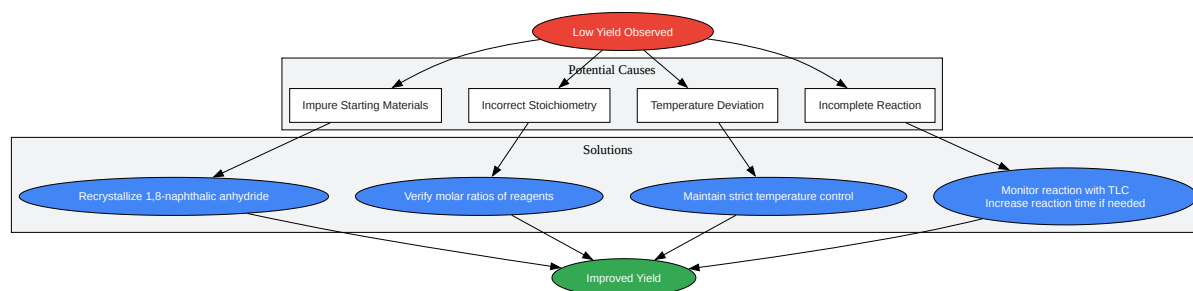 Low Yield Observed
Potential Causes
Impure Starting Materials
Incorrect Stoichiometry
Temperature Deviation
Incomplete Reaction
Solutions
Recrystallize 1,8-naphthalic anhydride
Verify molar ratios of reagents
Maintain strict temperature control
Monitor reaction with TLC
Increase reaction time if needed
Improved Yield